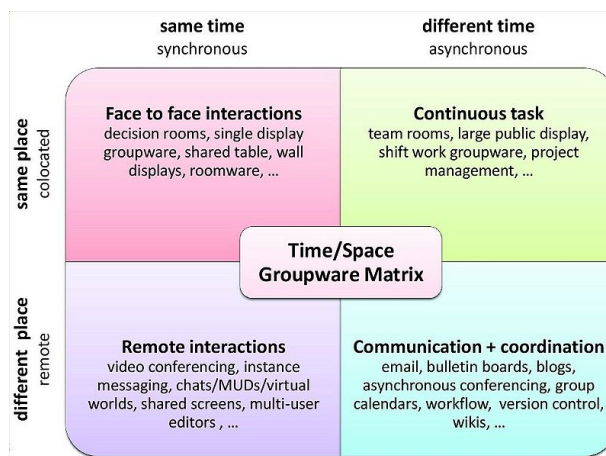 same time
synchronous
different time
asynchronous
same place
colocated
Face to face interactions
decision rooms, single display
groupware, shared table, wall
displays, roomware, ...
Continuous task
team rooms, large public display,
shift work groupware, project
management, ...
Time/Space
Groupware Matrix
different place
remote
Remote interactions
video conferencing, instance
messaging, chats/MUDs/virtual
worlds, shared screens, multi-user
editors , ...
Communication + coordination
email, bulletin boards, blogs,
asynchronous conferencing, group
calendars, workflow, version control,
wikis, ...